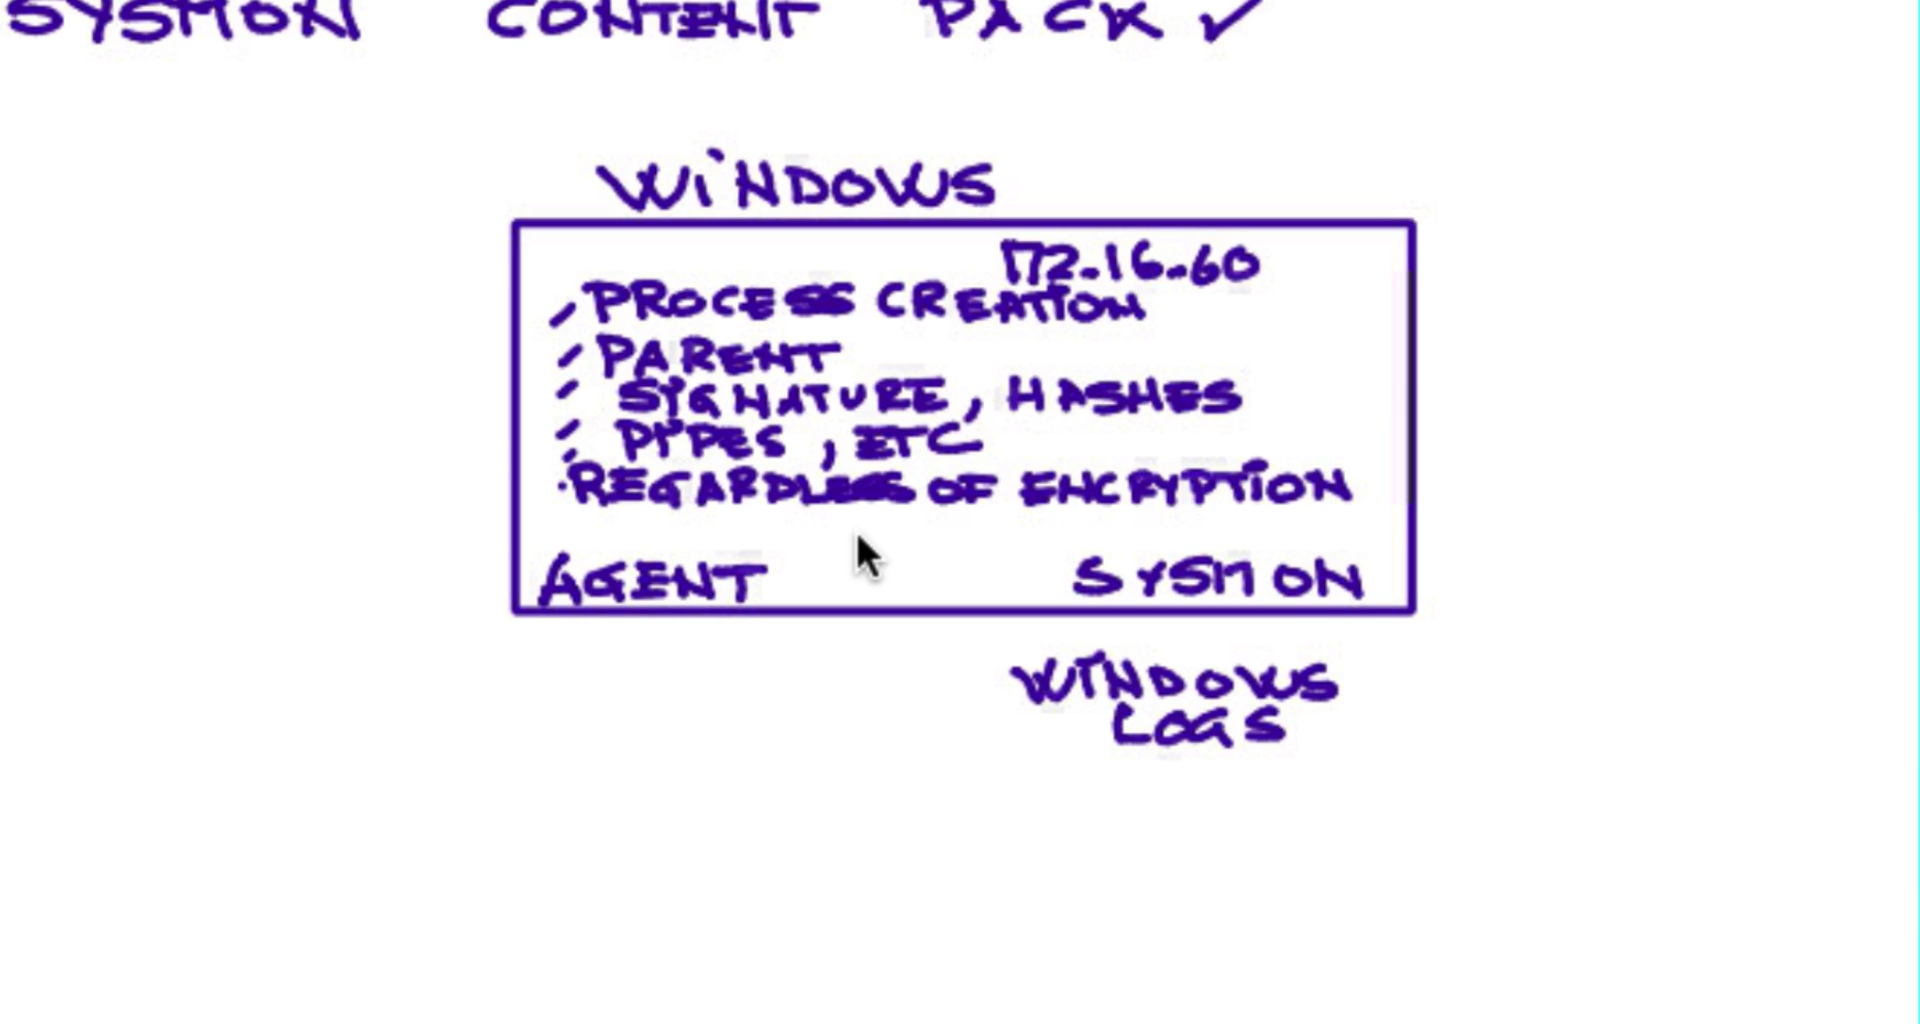 SYSMON CONTENT PACK ✓
WiNDOWS
172.16.60
PROCESS CREATION
PARENT
SIGNATURE, HASHES
PIPES, ETC
REGARDLESS OF ENCRYPTION
AGENT SYSMON
WINDOWS
LOGS